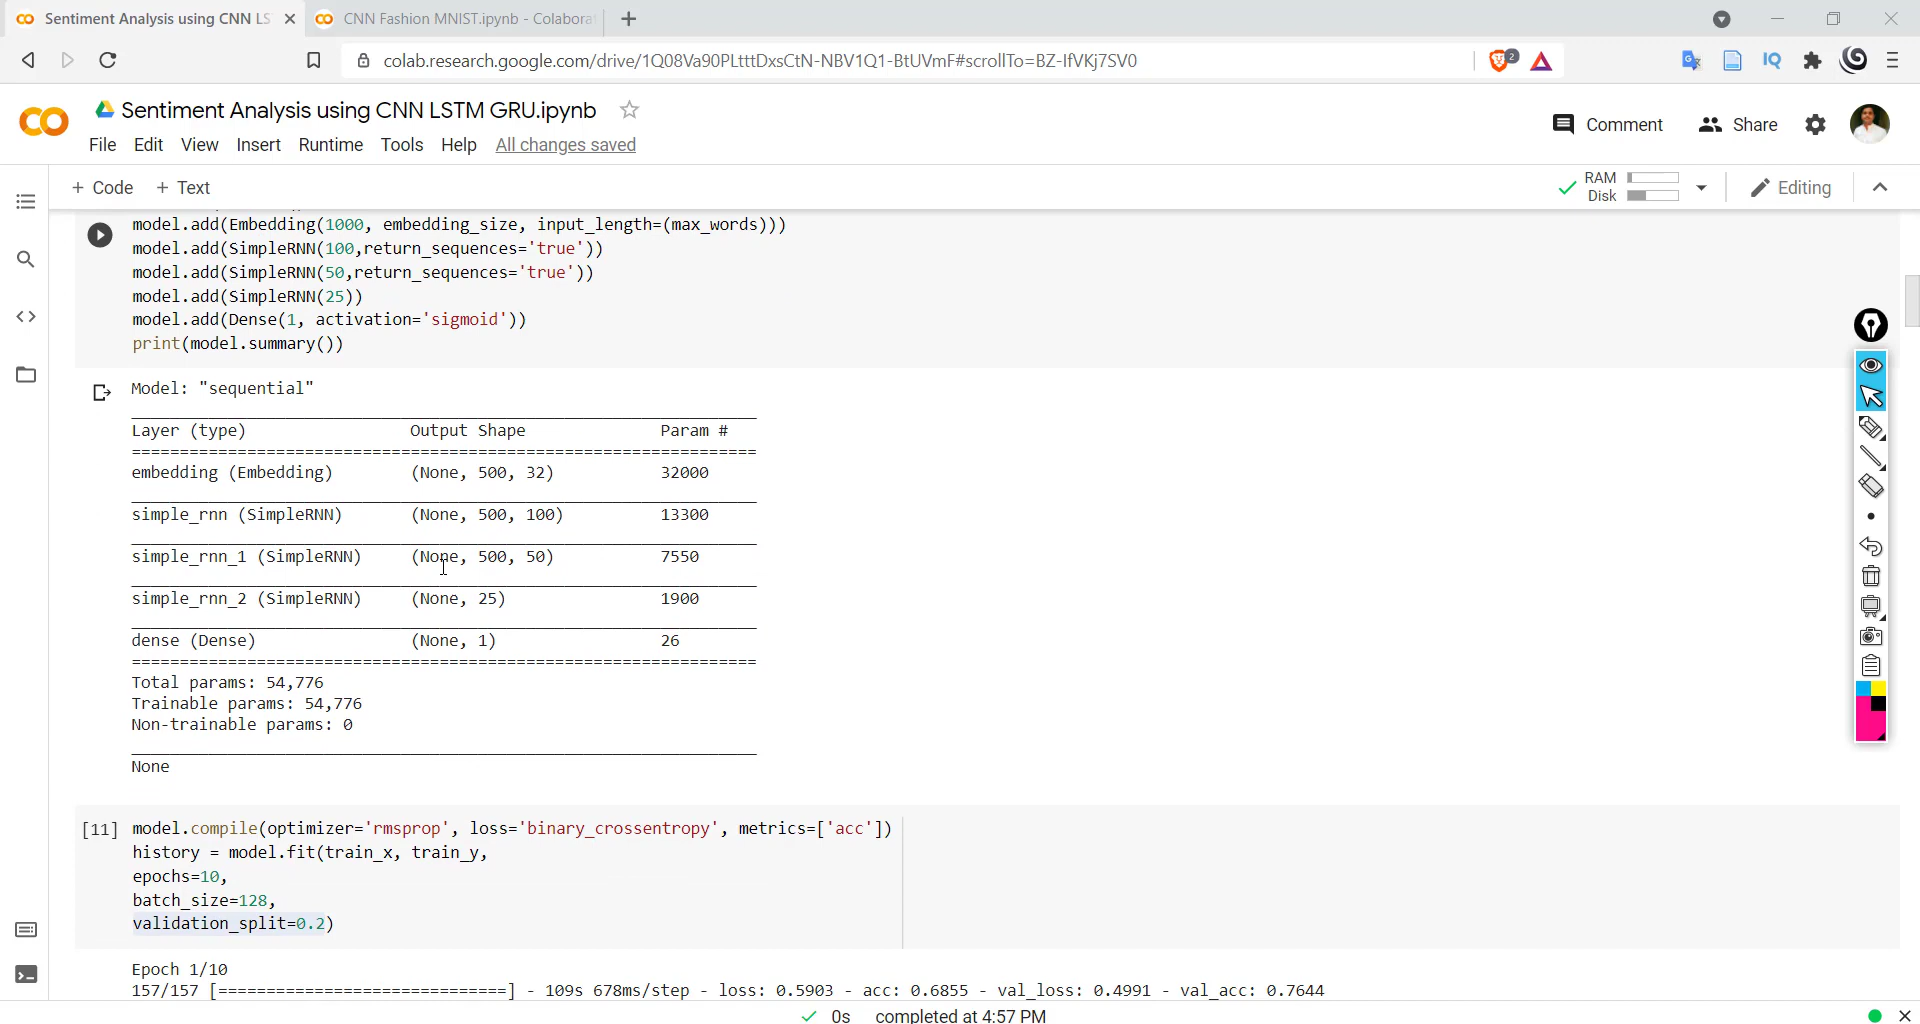 Sentiment Analysis using CNN LS
CNN Fashion MNIST.ipynb - Colabora
colab.research.google.com/drive/1Q08Va90PLtttDxsCtN-NBV1Q1-BtUVmF#scrollTo=BZ-IfVKj7SV0
2
IQ
Sentiment Analysis using CNN LSTM GRU.ipynb
Comment
Share
File Edit View Insert Runtime Tools Help All changes saved
+ Code + Text
RAM
Disk
Editing
model.add(Embedding(1000, embedding_size, input_length=(max_words)))
model.add(SimpleRNN(100,return_sequences='true'))
model.add(SimpleRNN(50,return_sequences='true'))
model.add(SimpleRNN(25))
model.add(Dense(1, activation='sigmoid'))
print(model.summary())
Model: "sequential"
Layer (type) Output Shape Param #
=================================================================
embedding (Embedding) (None, 500, 32) 32000
simple_rnn (SimpleRNN) (None, 500, 100) 13300
simple_rnn_1 (SimpleRNN) (None, 500, 50) 7550
simple_rnn_2 (SimpleRNN) (None, 25) 1900
dense (Dense) (None, 1) 26
=================================================================
Total params: 54,776
Trainable params: 54,776
Non-trainable params: 0
None
[11] model.compile(optimizer='rmsprop', loss='binary_crossentropy', metrics=['acc'])
history = model.fit(train_x, train_y,
epochs=10,
batch_size=128,
validation_split=0.2)
Epoch 1/10
157/157 [==============================] - 109s 678ms/step - loss: 0.5903 - acc: 0.6855 - val_loss: 0.4991 - val_acc: 0.7644
0s completed at 4:57 PM